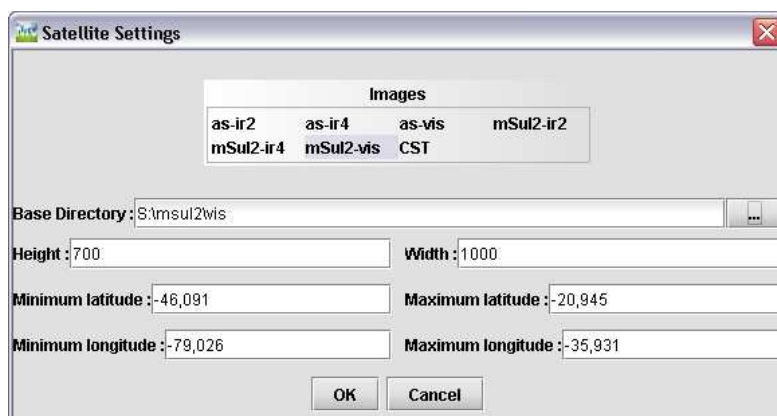 Satellite Settings
Images
as-ir2 as-ir4 as-vis mSul2-ir2
mSul2-ir4 mSul2-vis CST
Base Directory : S:\msul2\vis ...
Height : 700 Width : 1000
Minimum latitude : -46,091 Maximum latitude : -20,945
Minimum longitude : -79,026 Maximum longitude : -35,931
OK Cancel